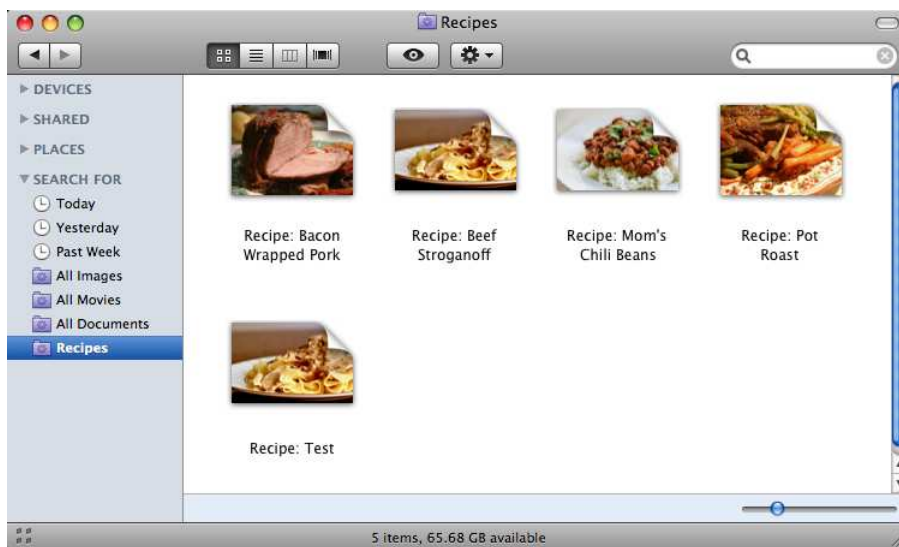 Recipes
DEVICES
SHARED
PLACES
SEARCH FOR
Today
Yesterday
Past Week
All Images
All Movies
All Documents
Recipes
Recipe: Bacon
Wrapped Pork
Recipe: Beef
Stroganoff
Recipe: Mom's
Chili Beans
Recipe: Pot
Roast
Recipe: Test
5 items, 65.68 GB available